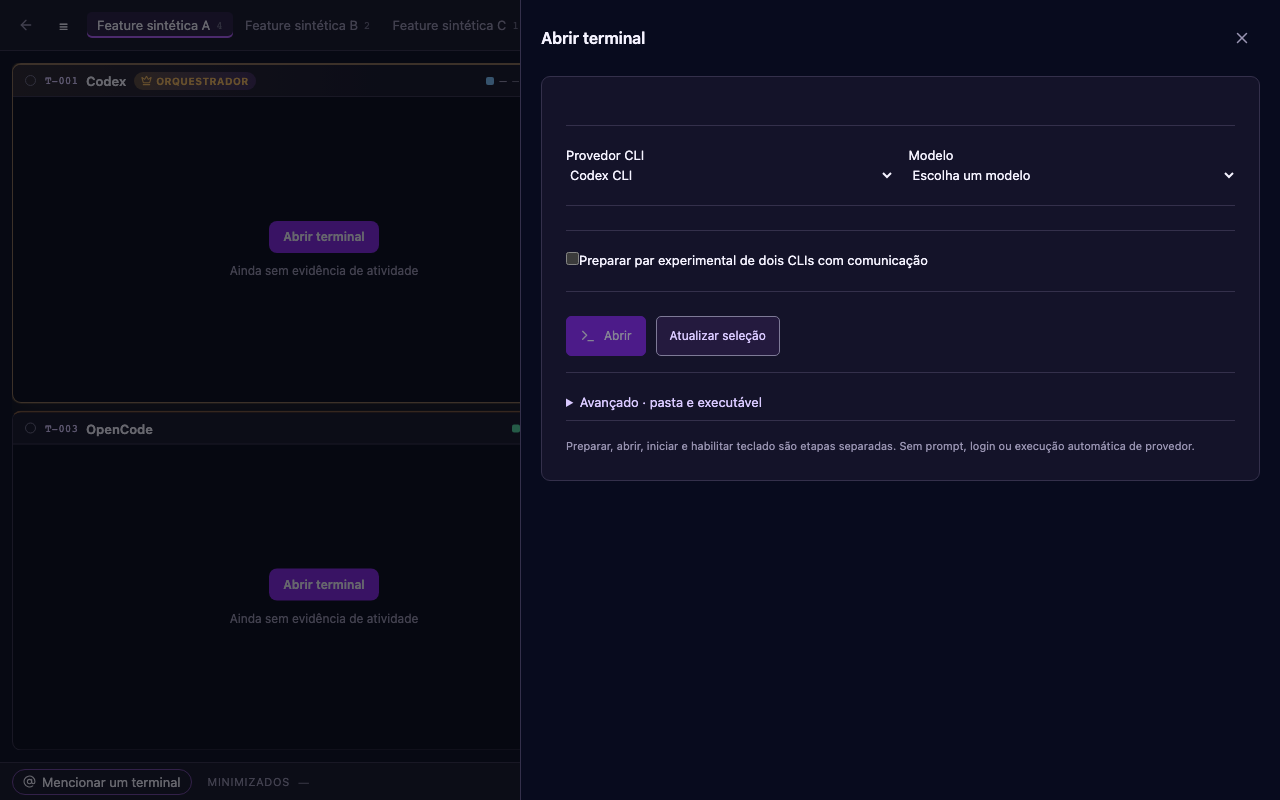 Feature sintética A 4 Feature sintética B 2 Feature sintética C 1
T-001 Codex ORQUESTRADOR
Abrir terminal
Ainda sem evidência de atividade
T-003 OpenCode
Abrir terminal
Ainda sem evidência de atividade
@ Mencionar um terminal MINIMIZADOS —
Abrir terminal
Provedor CLI Modelo
Codex CLI Escolha um modelo
Preparar par experimental de dois CLIs com comunicação
>_ Abrir Atualizar seleção
Avançado · pasta e executável
Preparar, abrir, iniciar e habilitar teclado são etapas separadas. Sem prompt, login ou execução automática de provedor.